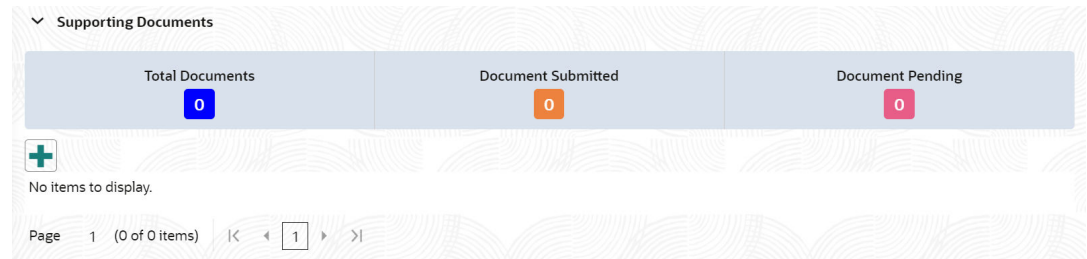 Supporting Documents
Total Documents Document Submitted Document Pending
0 0 0
No items to display.
Page 1 (0 of 0 items) 1